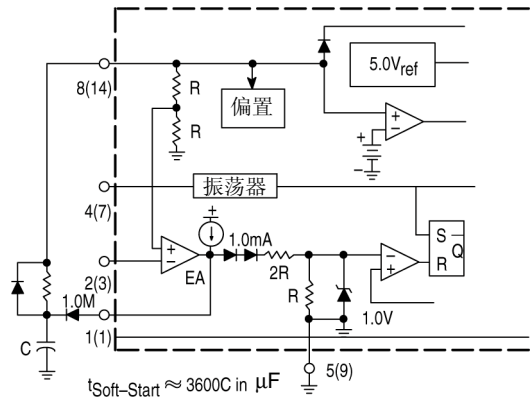 5.0Vref
8(14)
R
偏置
+
−
R
+
−
振荡器
4(7)
+
1.0mA
S
Q
+
−
2(3)
EA
2R
−
+
R
R
1.0M
1.0V
1(1)
C
5(9)
tSoft–Start ≈ 3600C in μF